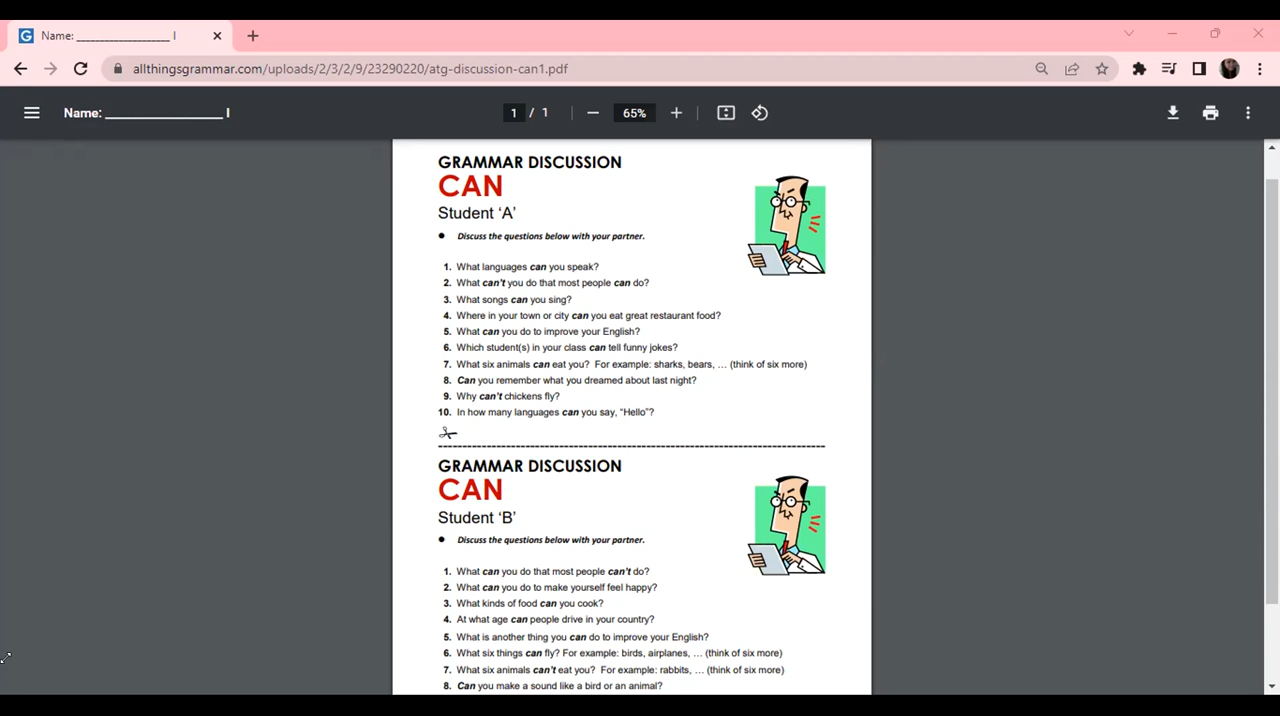 Name: __________________ I
allthingsgrammar.com/uploads/2/3/2/9/23290220/atg-discussion-can1.pdf
Name: __________________ I
1 / 1
65%
GRAMMAR DISCUSSION
CAN
Student ‘A’
● Discuss the questions below with your partner.
1. What languages can you speak?
2. What can’t you do that most people can do?
3. What songs can you sing?
4. Where in your town or city can you eat great restaurant food?
5. What can you do to improve your English?
6. Which student(s) in your class can tell funny jokes?
7. What six animals can eat you? For example: sharks, bears, … (think of six more)
8. Can you remember what you dreamed about last night?
9. Why can’t chickens fly?
10. In how many languages can you say, “Hello”?
GRAMMAR DISCUSSION
CAN
Student ‘B’
● Discuss the questions below with your partner.
1. What can you do that most people can’t do?
2. What can you do to make yourself feel happy?
3. What kinds of food can you cook?
4. At what age can people drive in your country?
5. What is another thing you can do to improve your English?
6. What six things can fly? For example: birds, airplanes, … (think of six more)
7. What six animals can’t eat you? For example: rabbits, … (think of six more)
8. Can you make a sound like a bird or an animal?